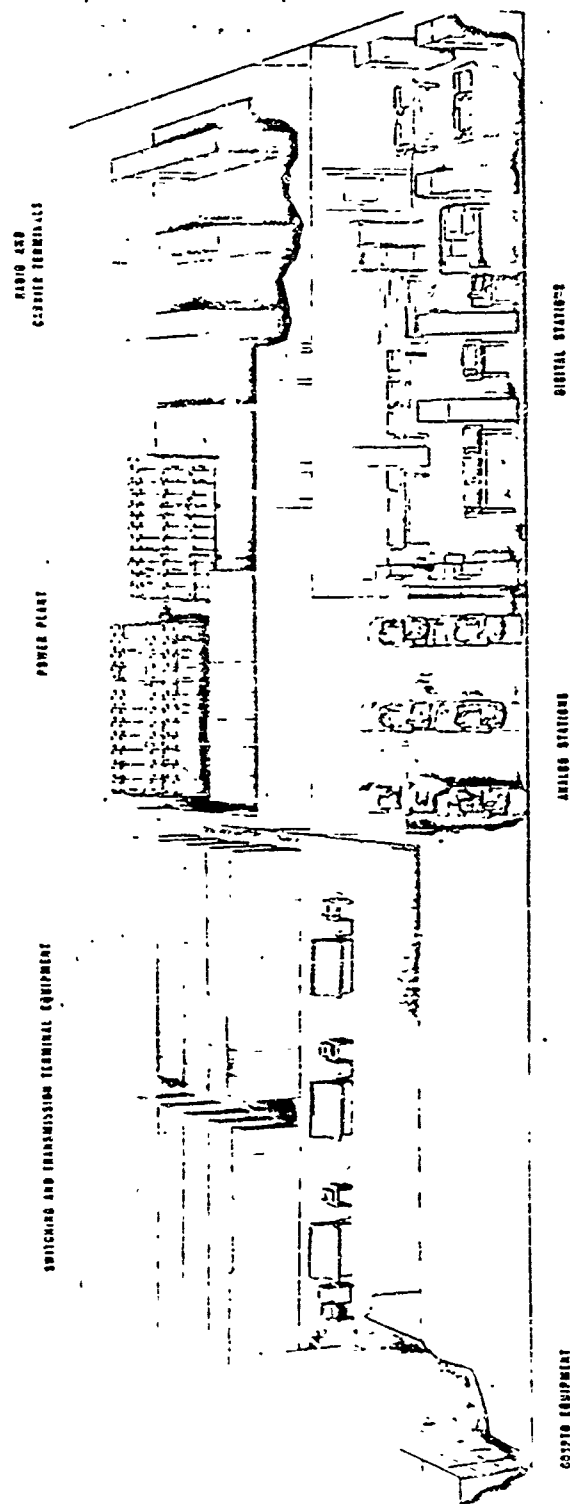 SWITCHING AND TRANSMISSION TERMINAL EQUIPMENT
POWER PLANT
RADIO AND
CARRIER TERMINALS
CRYPTO EQUIPMENT
ANALOG STATIONS
DIGITAL STATIONS